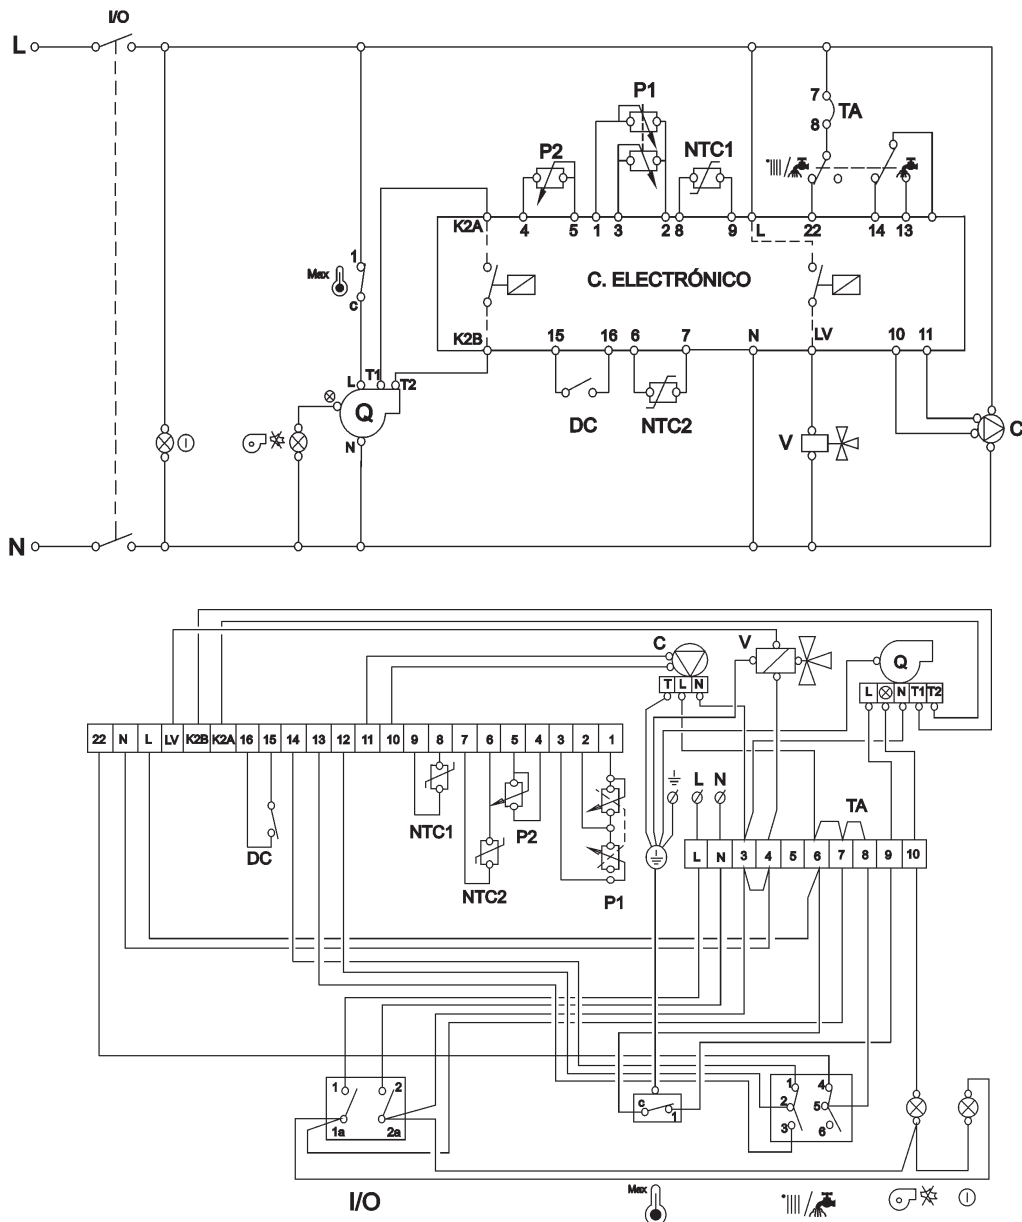 I/O
L
7
TA
8
P1
P2
NTC1
K2A
4
5
1
3
2
8
9
L
22
14
13
1
Max
c
C. ELECTRÓNICO
K2B
15
16
6
7
N
LV
10
11
L
T1
T2
Q
N
DC
NTC2
V
C
N
C
V
Q
T
L
N
L
N
T1
T2
22
N
L
LV
K2B
K2A
16
15
14
13
12
11
10
9
8
7
6
5
4
3
2
1
L
N
TA
NTC1
P2
DC
NTC2
P1
L
N
3
4
5
6
7
8
9
10
1
2
1a
2a
c
1
1
4
2
5
3
6
I/O
Max